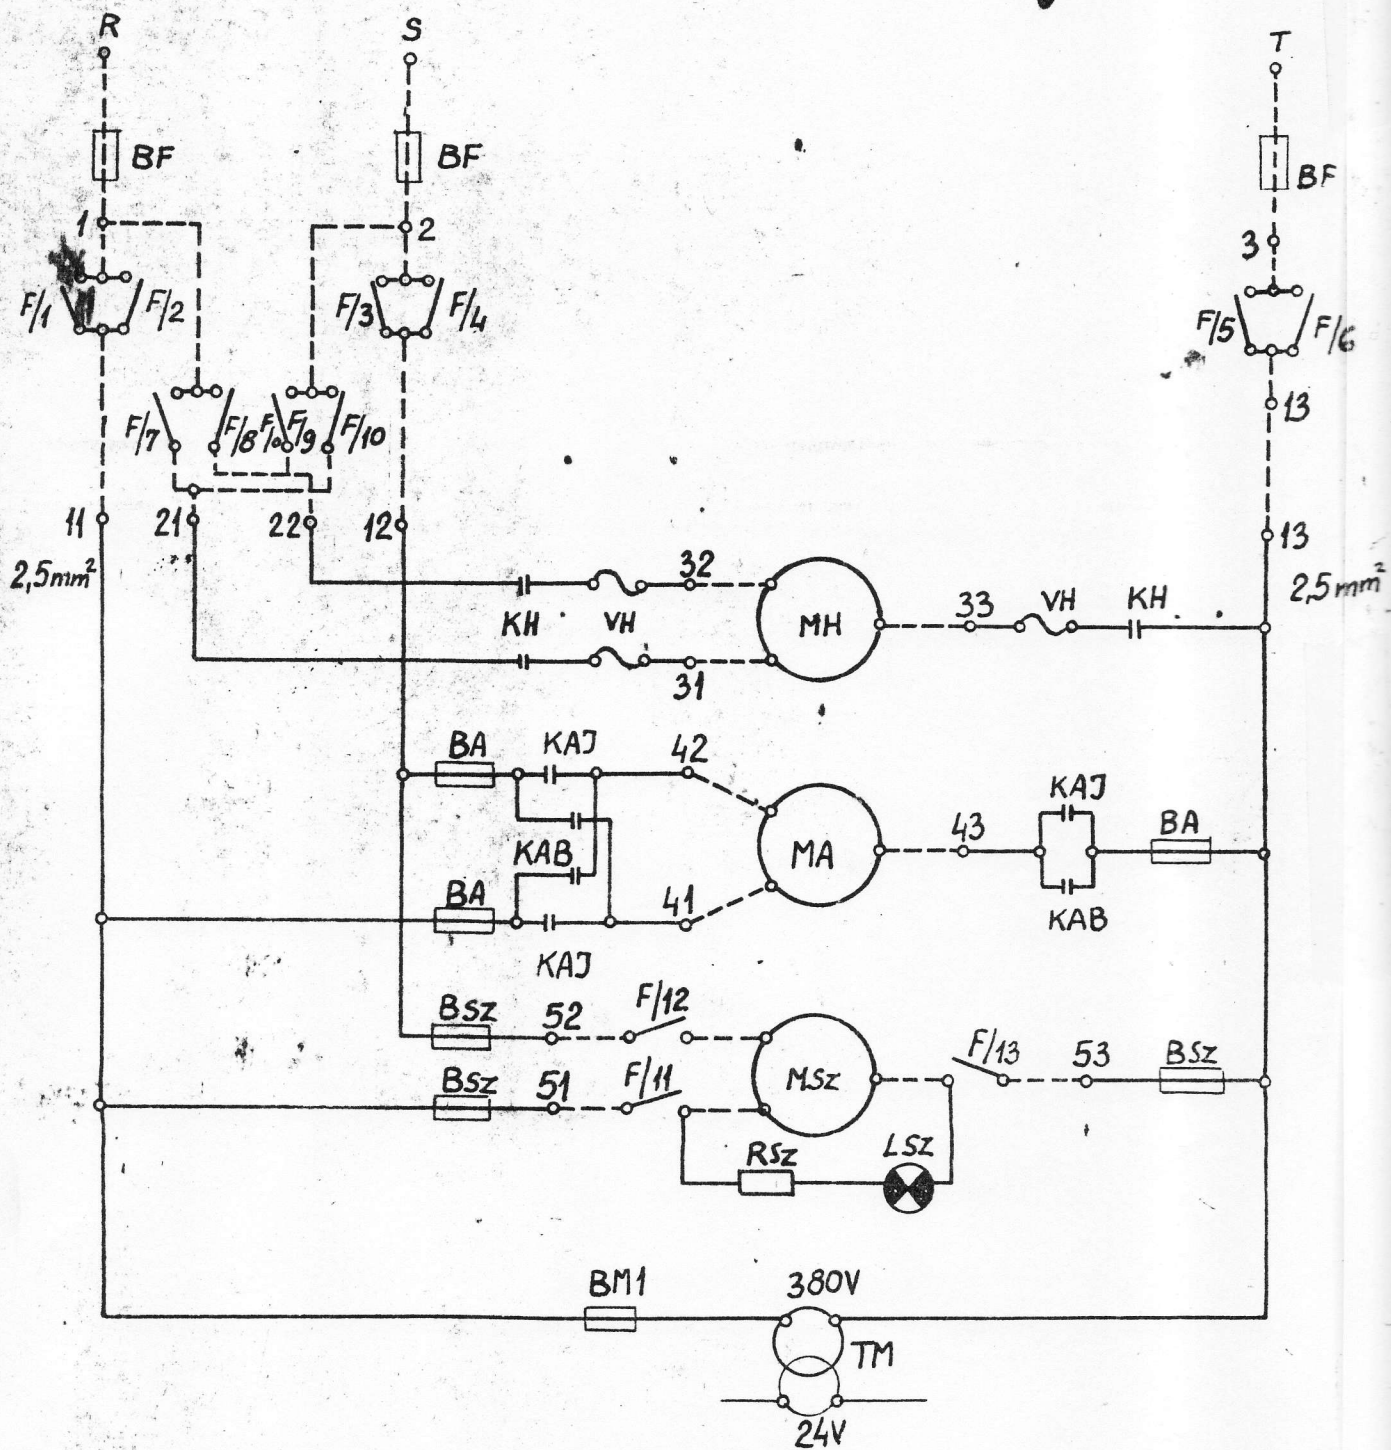 R S T
BF BF BF
1 2 3
F/1 F/2 F/3 F/4 F/5 F/6
13
F/7 F/8 F/9 F/10
11 21 22 12 13
2,5mm² 2,5mm²
32
KH VH MH 33 VH KH
31
BA KAJ 42 KAJ
KAB MA 43 BA
BA 41 KAB
KAJ
BSZ 52 F/12
BSZ 51 F/11 MSZ F/13 53 BSZ
RSZ LSZ
BM1 380V
TM
24V